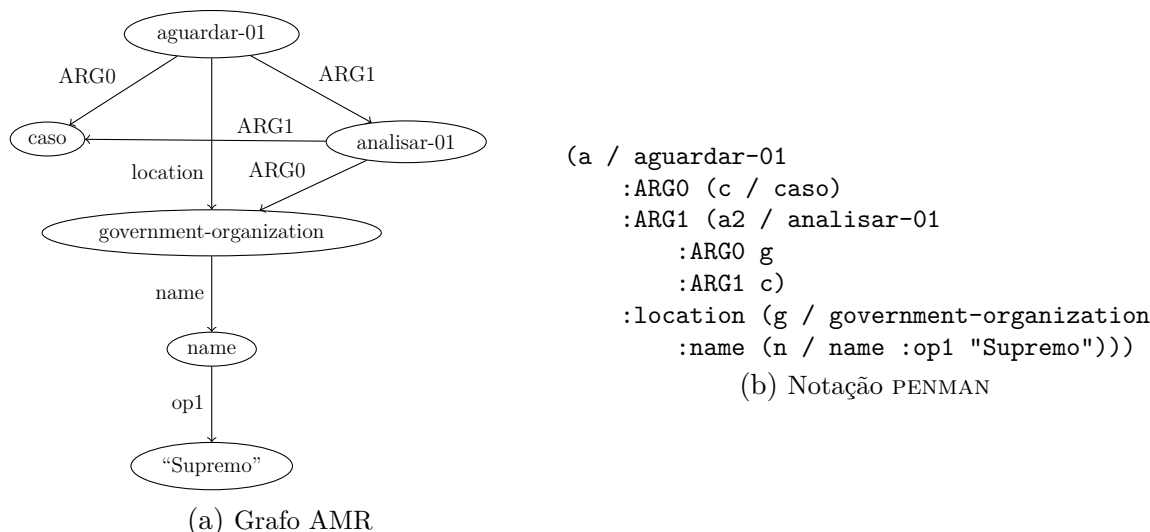 aguardar-01
ARG0
ARG1
caso
ARG1
analisar-01
location
ARG0
government-organization
name
name
op1
“Supremo”
(a) Grafo AMR
(a / aguardar-01
:ARG0 (c / caso)
:ARG1 (a2 / analisar-01
:ARG0 g
:ARG1 c)
:location (g / government-organization
:name (n / name :op1 "Supremo")))
(b) Notação PENMAN